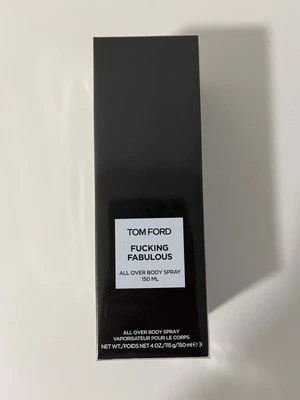 TOM FORD
FUCKING
FABULOUS
ALL OVER BODY SPRAY
150 ML
ALL OVER BODY SPRAY
VAPORISATEUR POUR LE CORPS
NET WT./POIDS NET 4 OZ./115 g/150 ml ℮ 3